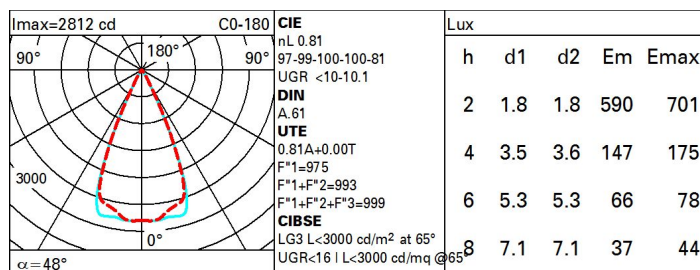 Imax=2812 cd C0-180
90° 180° 90°
3000
0°
α=48°
CIE
nL 0.81
97-99-100-100-81
UGR <10-10.1
DIN
A.61
UTE
0.81A+0.00T
F"1=975
F"1+F"2=993
F"1+F"2+F"3=999
CIBSE
LG3 L<3000 cd/m² at 65°
UGR<16 | L<3000 cd/mq @65°
Lux
h d1 d2 Em Emax
2 1.8 1.8 590 701
4 3.5 3.6 147 175
6 5.3 5.3 66 78
8 7.1 7.1 37 44